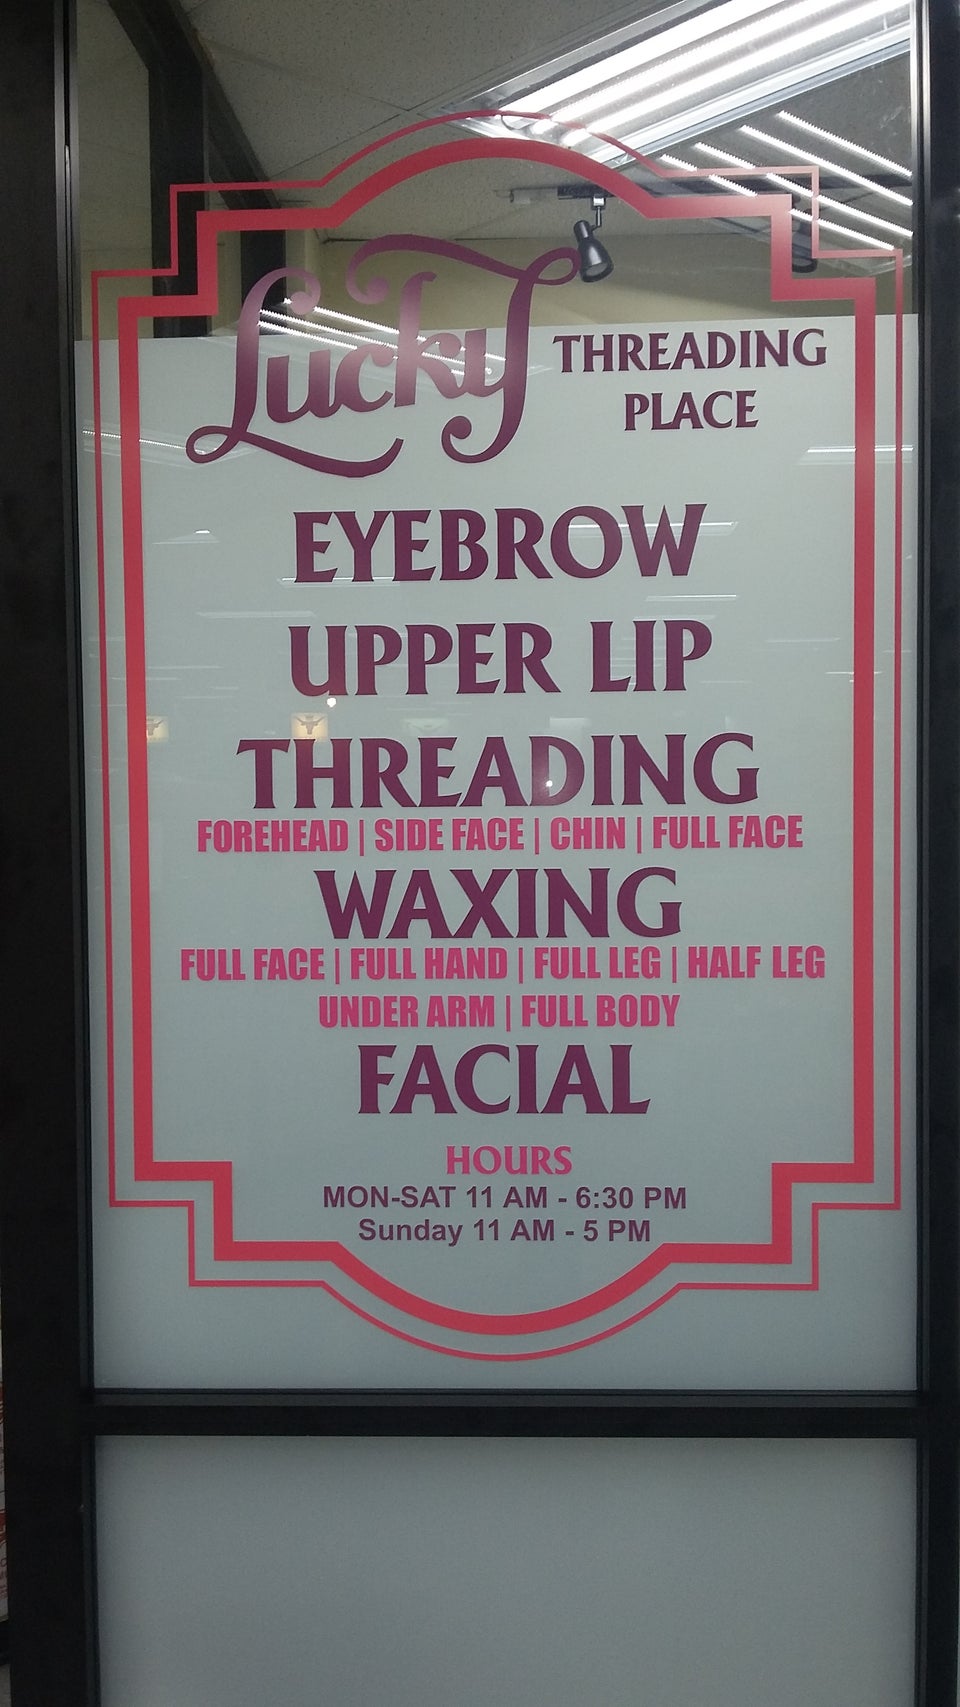 Lucky THREADING
PLACE
EYEBROW
UPPER LIP
THREADING
FOREHEAD | SIDE FACE | CHIN | FULL FACE
WAXING
FULL FACE | FULL HAND | FULL LEG | HALF LEG
UNDER ARM | FULL BODY
FACIAL
HOURS
MON-SAT 11 AM - 6:30 PM
Sunday 11 AM - 5 PM